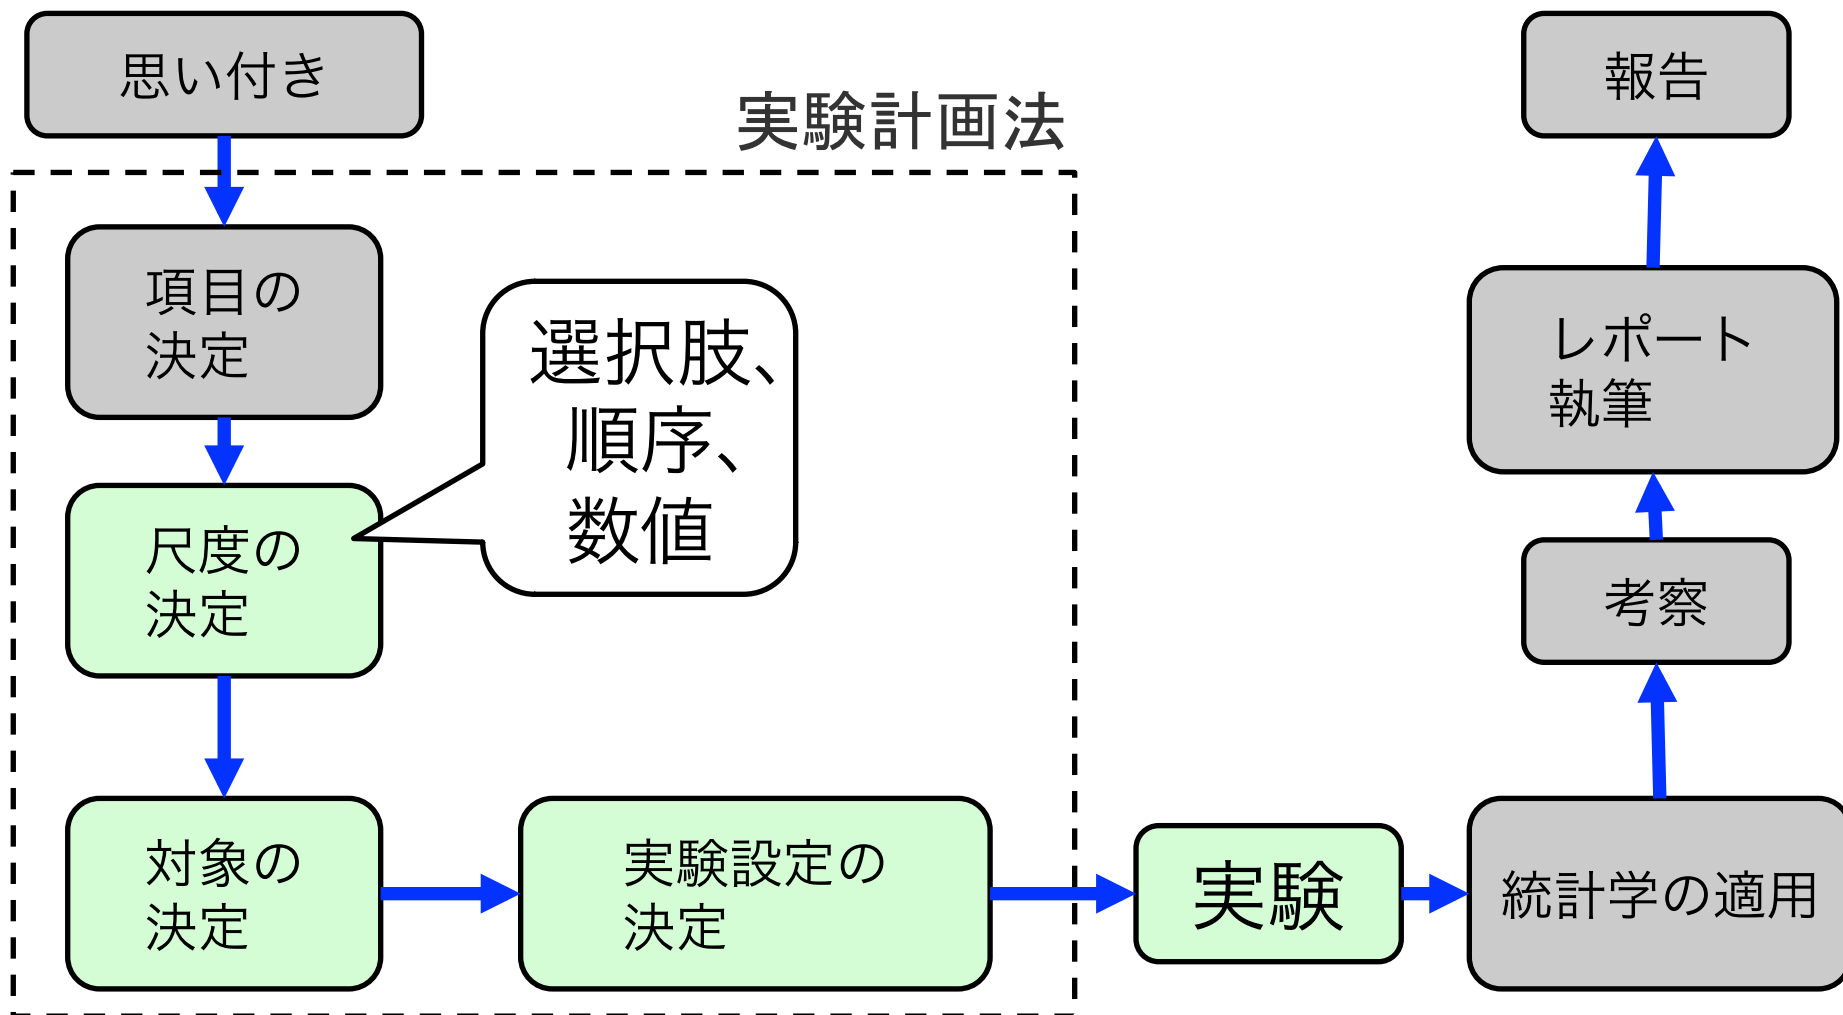 思い付き
実験計画法
項目の
決定
尺度の
決定
選択肢、
順序、
数値
対象の
決定
実験設定の
決定
実験
統計学の適用
考察
レポート
執筆
報告